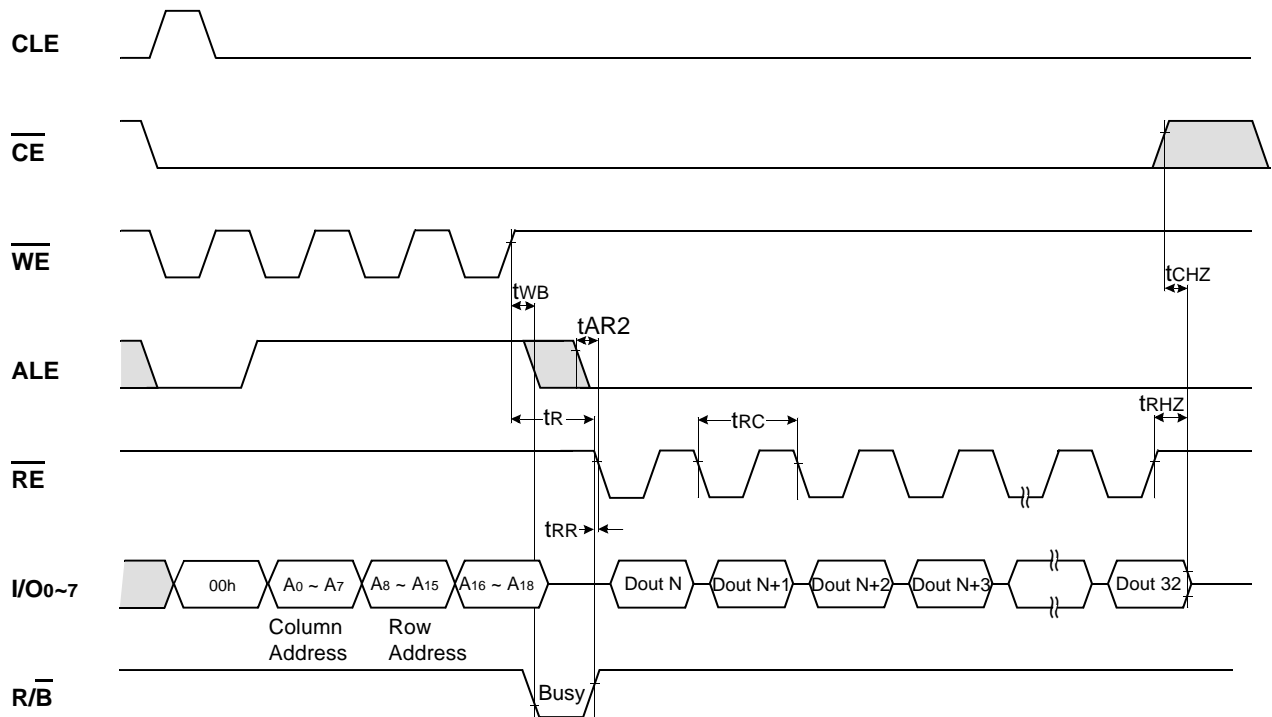 CLE
CE
WE
tCHZ
tWB
tAR2
ALE
tR
tRC
tRHZ
RE
tRR
I/O0~7
00h
A0 ~ A7
A8 ~ A15
A16 ~ A18
Dout N
Dout N+1
Dout N+2
Dout N+3
Dout 32
Column
Address
Row
Address
R/B
Busy